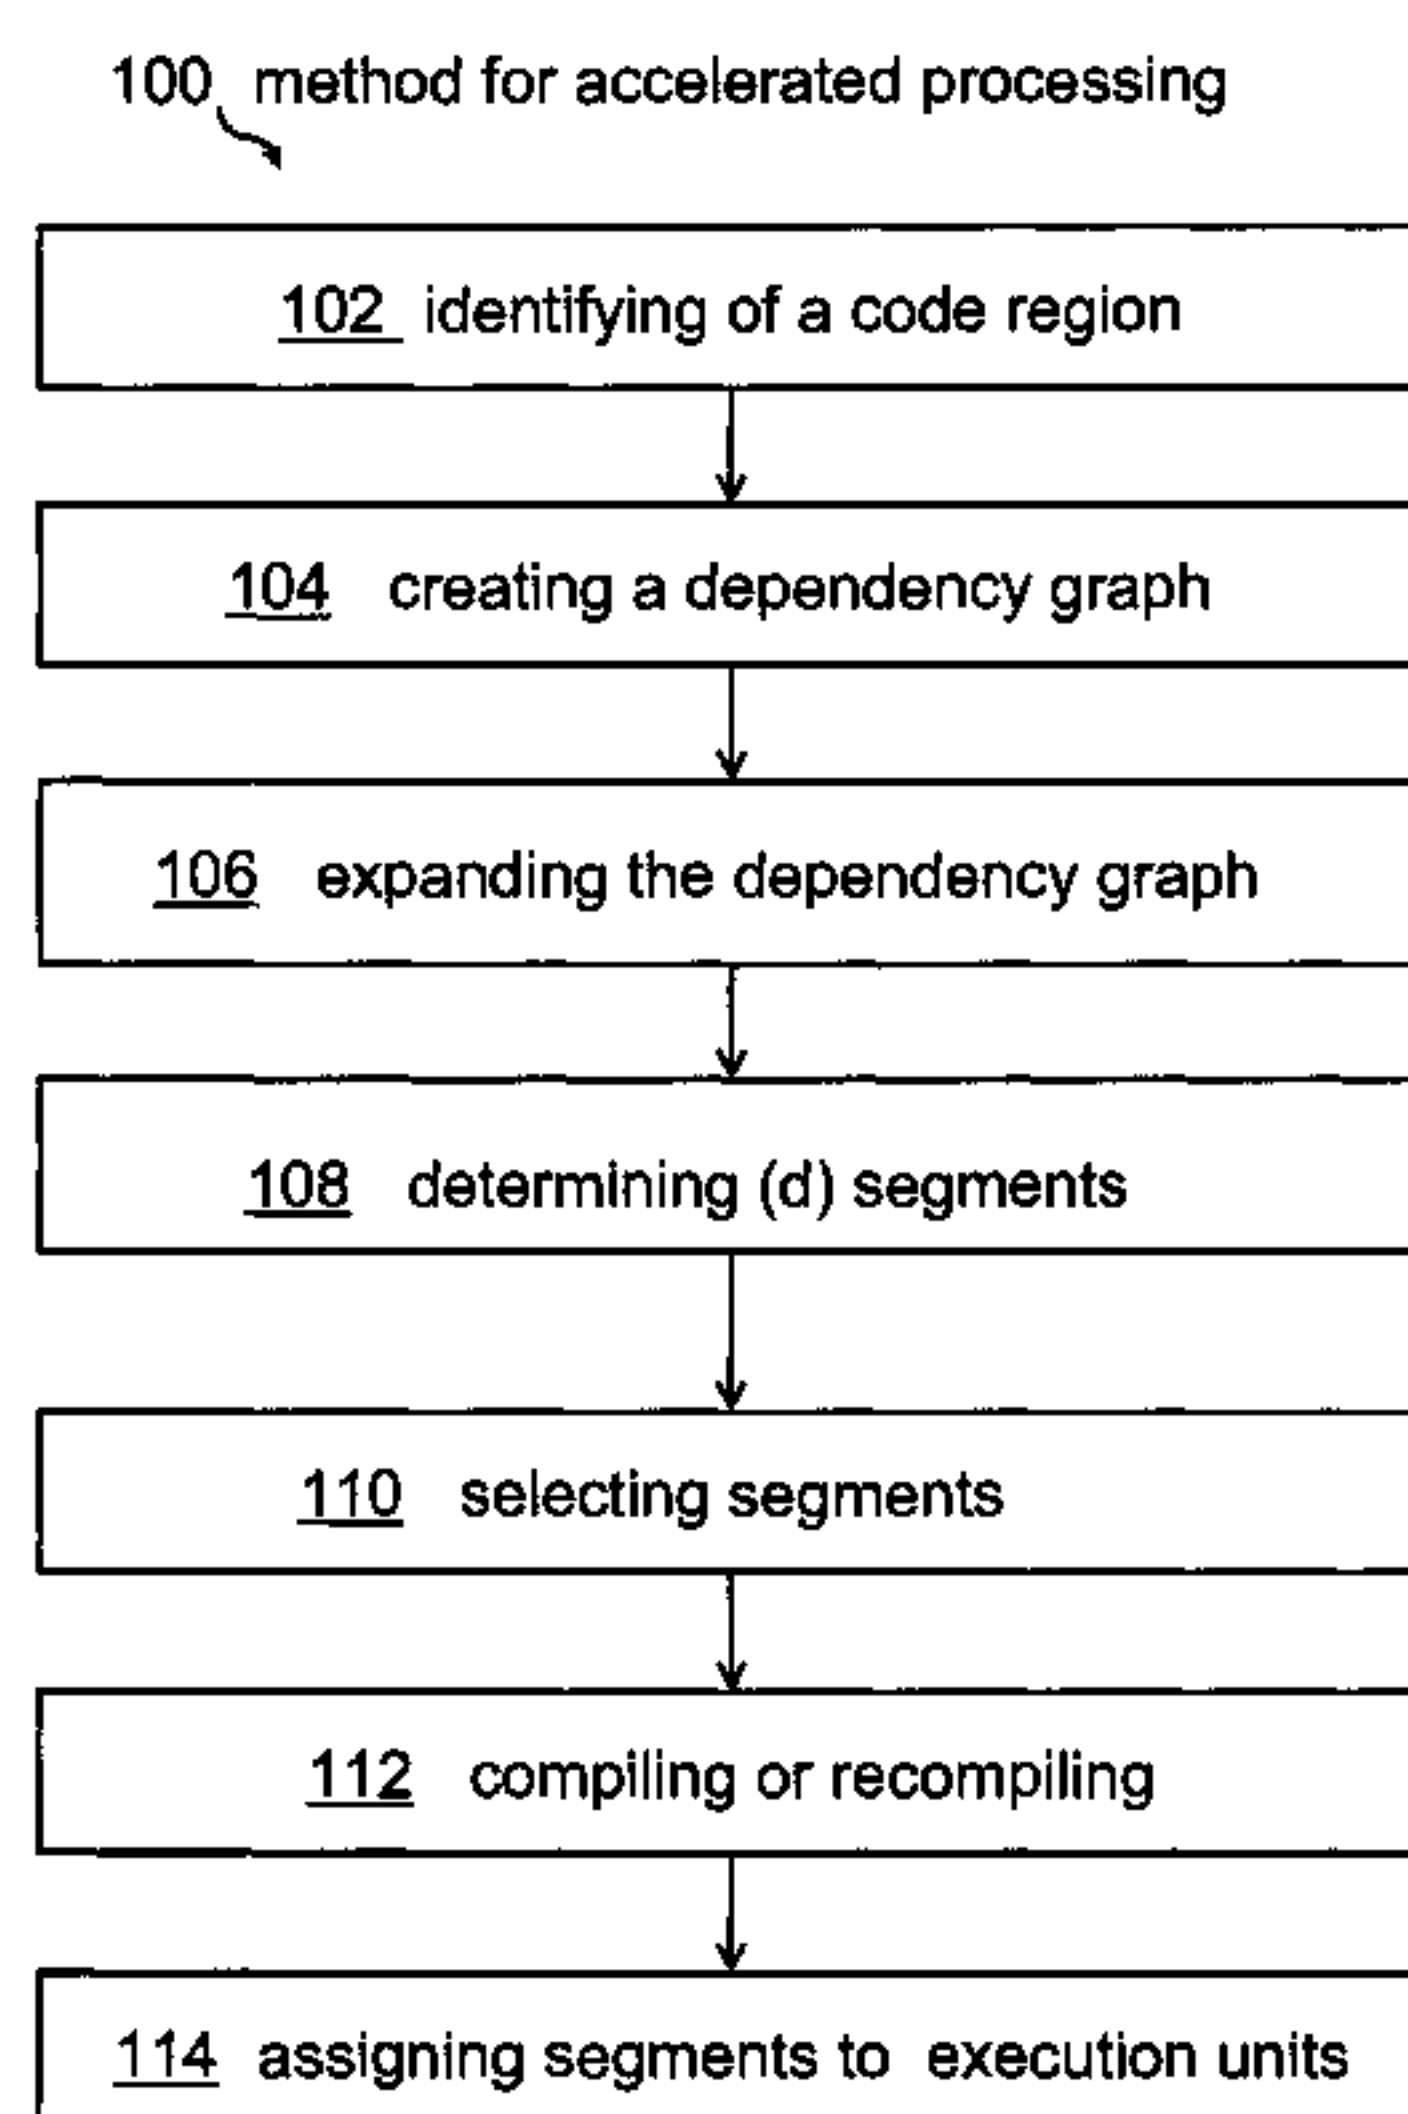 100 method for accelerated processing
102 identifying of a code region
104 creating a dependency graph
106 expanding the dependency graph
108 determining (d) segments
110 selecting segments
112 compiling or recompiling
114 assigning segments to execution units